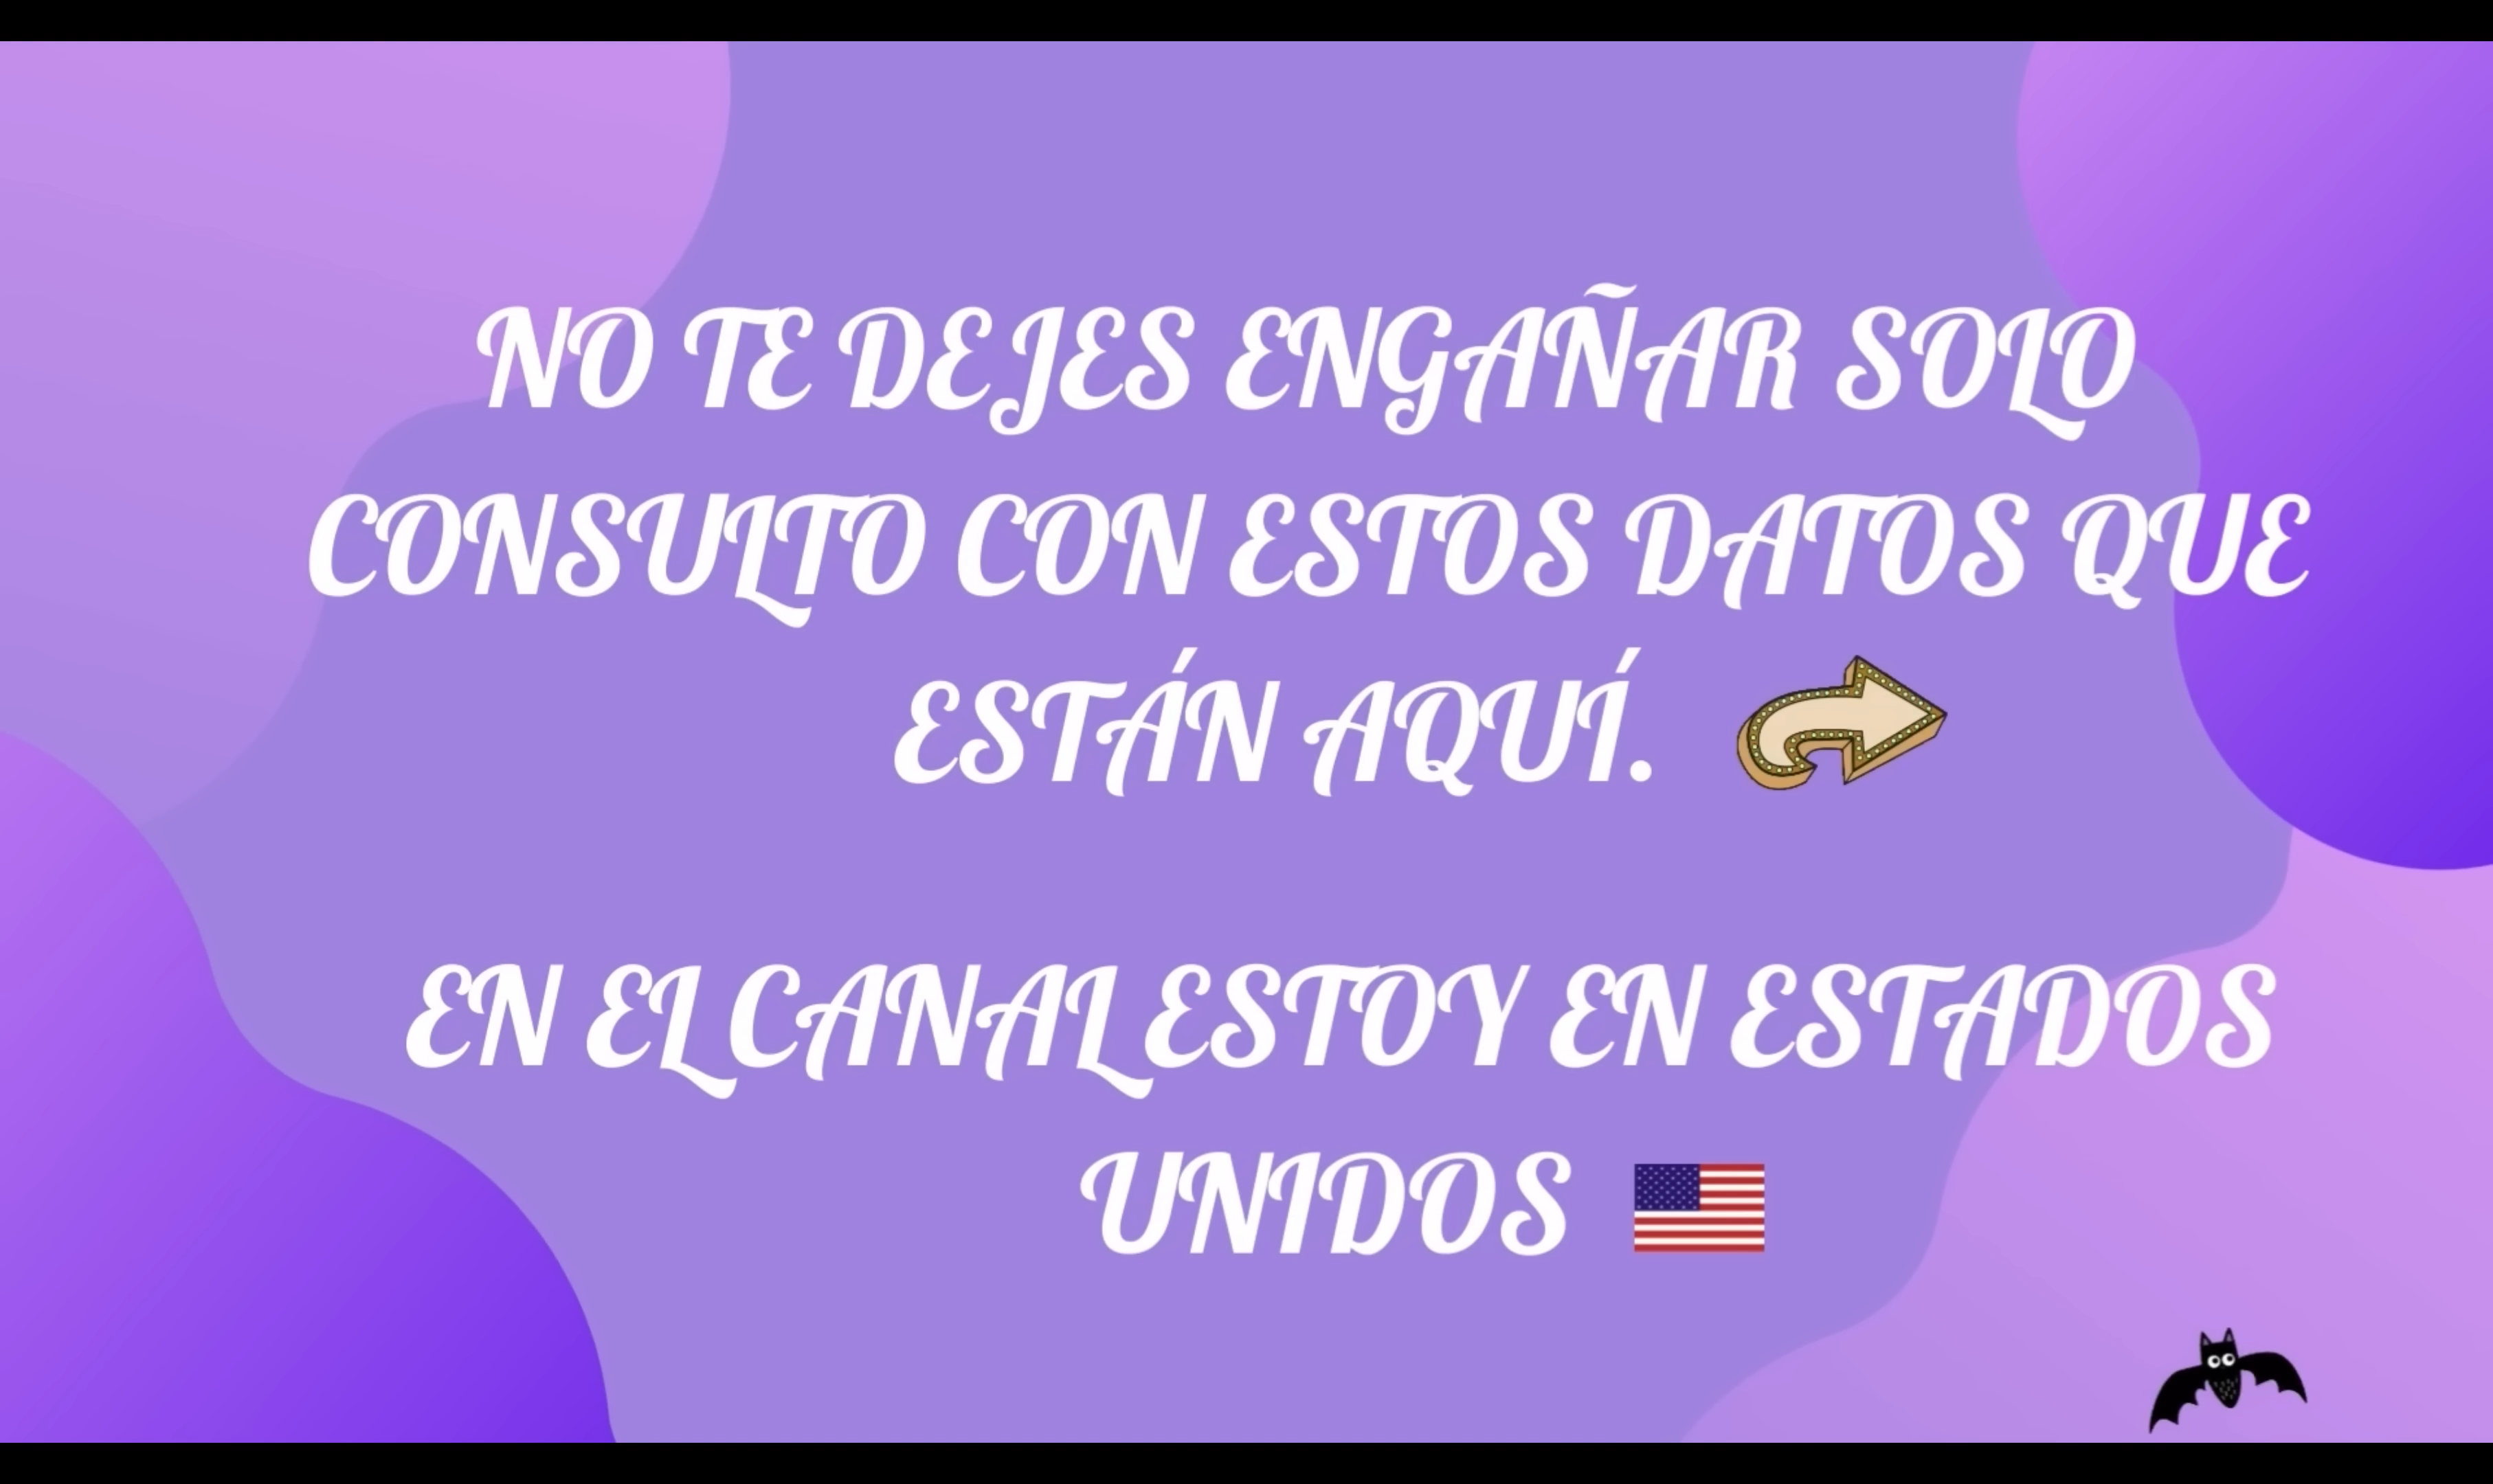 NO TE DEJES ENGAÑAR SOLO
CONSULTO CON ESTOS DATOS QUE
ESTÁN AQUÍ.
EN EL CANAL ESTOY EN ESTADOS
UNIDOS